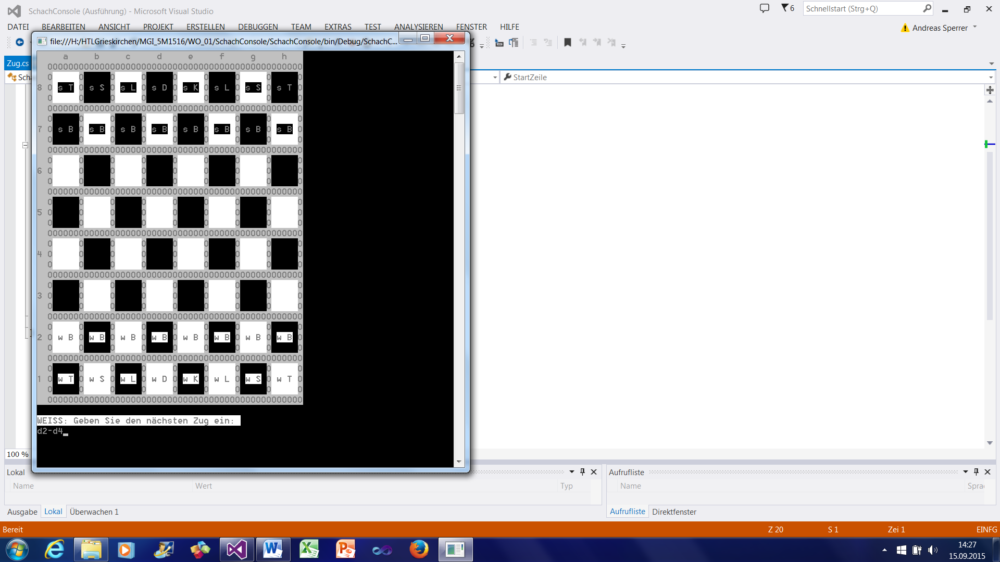 SchachConsole (Ausführung) - Microsoft Visual Studio
6
Schnellstart (Strg+Q)
DATEI BEARBEITEN ANSICHT PROJEKT ERSTELLEN DEBUGGEN TEAM EXTRAS TEST ANALYSIEREN FENSTER HILFE
Andreas Sperrer
file:///H:/HTLGrieskirchen/MGI_5M1516/WO_01/SchachConsole/SchachConsole/bin/Debug/SchachC...
Zug.cs
StartZeile
a b c d e f g h
8 s T s S s L s D s K s L s S s T
7 s B s B s B s B s B s B s B s B
6
5
4
3
2 w B w B w B w B w B w B w B w B
1 w T w S w L w D w K w L w S w T
WEISS: Geben Sie den nächsten Zug ein:
d2-d4
100 %
Lokal
Name Wert Typ
Ausgabe Lokal Überwachen 1
Aufrufliste
Name
Aufrufliste Direktfenster
Bereit Z 20 S 1 Zei 1 EINFG
14:27
15.09.2015